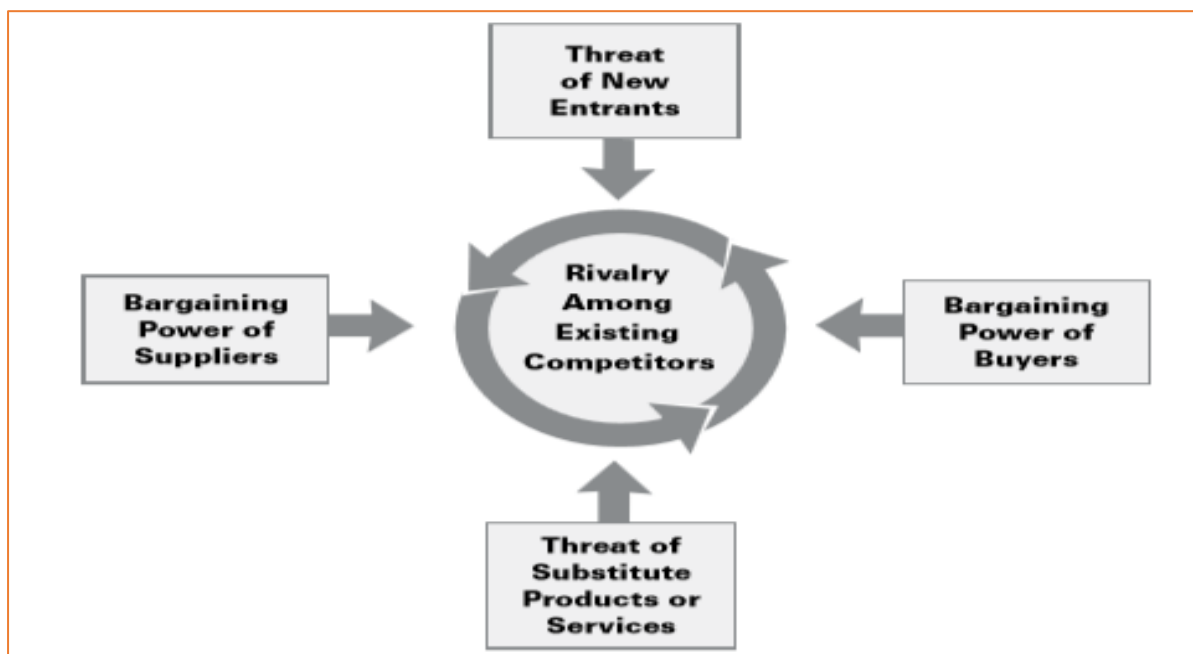 Threat
of New
Entrants
Rivalry
Among
Existing
Competitors
Bargaining
Power of
Suppliers
Bargaining
Power of
Buyers
Threat of
Substitute
Products or
Services